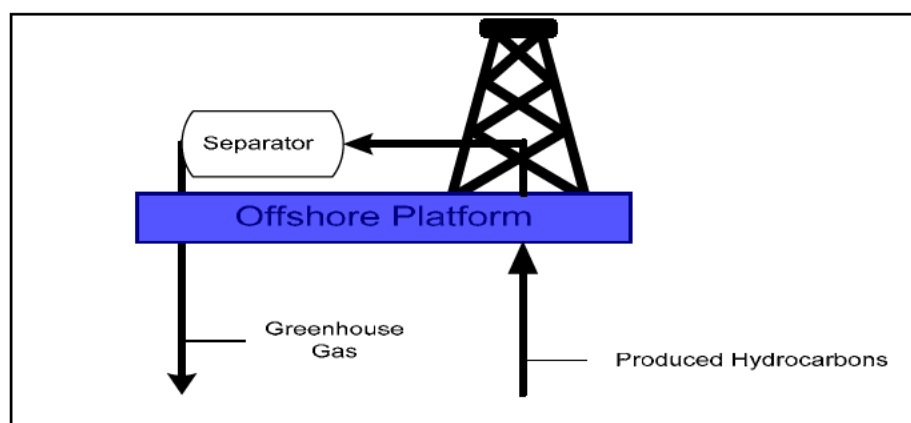 Separator
Offshore Platform
Greenhouse
Gas
Produced Hydrocarbons